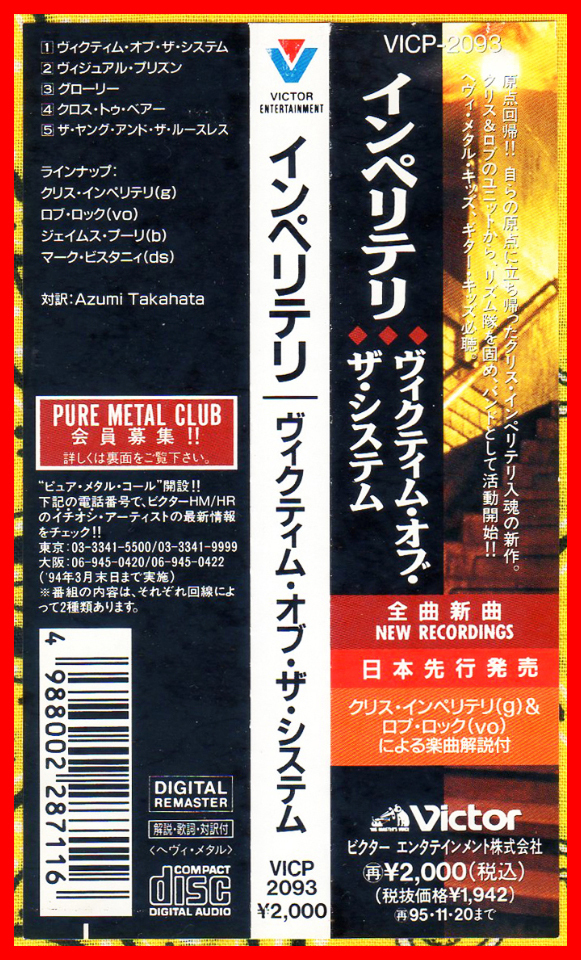 1 ヴィクティム・オブ・ザ・システム
2 ヴィジュアル・プリズン
3 グローリー
4 クロス・トゥ・ベアー
5 ザ・ヤング・アンド・ザ・ルースレス
ラインナップ:
クリス・インペリテリ(g)
ロブ・ロック(vo)
ジェイムス・プーリ(b)
マーク・ビスタニィ(ds)
対訳:Azumi Takahata
PURE METAL CLUB
会員募集!!
詳しくは裏面をご覧下さい。
“ピュア・メタル・コール”開設!!
下記の電話番号で、ビクターHM/HR
のイチオシ・アーティストの最新情報
をチェック!!
東京:03-3341-5500/03-3341-9999
大阪:06-945-0420/06-945-0422
('94年3月末日まで実施)
※番組の内容は、それぞれ回線によ
って2種類あります。
4 988002 287116
DIGITAL
REMASTER
解説・歌詞・対訳付
〈ヘヴィ・メタル〉
COMPACT
disc
DIGITAL AUDIO
VICTOR
ENTERTAINMENT
インペリテリ
ヴィクティム・オブ・ザ・システム
VICP
2093
¥2,000
VICP-2093
原点回帰!! 自らの原点に立ち帰ったクリス・インペリテリ入魂の新作。
クリス&ロブのユニットから、リズム隊を固め、バンドとして活動開始!!
ヘヴィ・メタル・キッズ、ギター・キッズ必聴。
インペリテリ
ヴィクティム・オブ・
ザ・システム
全曲新曲
NEW RECORDINGS
日本先行発売
クリス・インペリテリ(g)&
ロブ・ロック(vo)
による楽曲解説付
"HIS MASTER'S VOICE"
Victor
ビクター エンタテインメント株式会社
再¥2,000(税込)
(税抜価格¥1,942)
再95・11・20まで